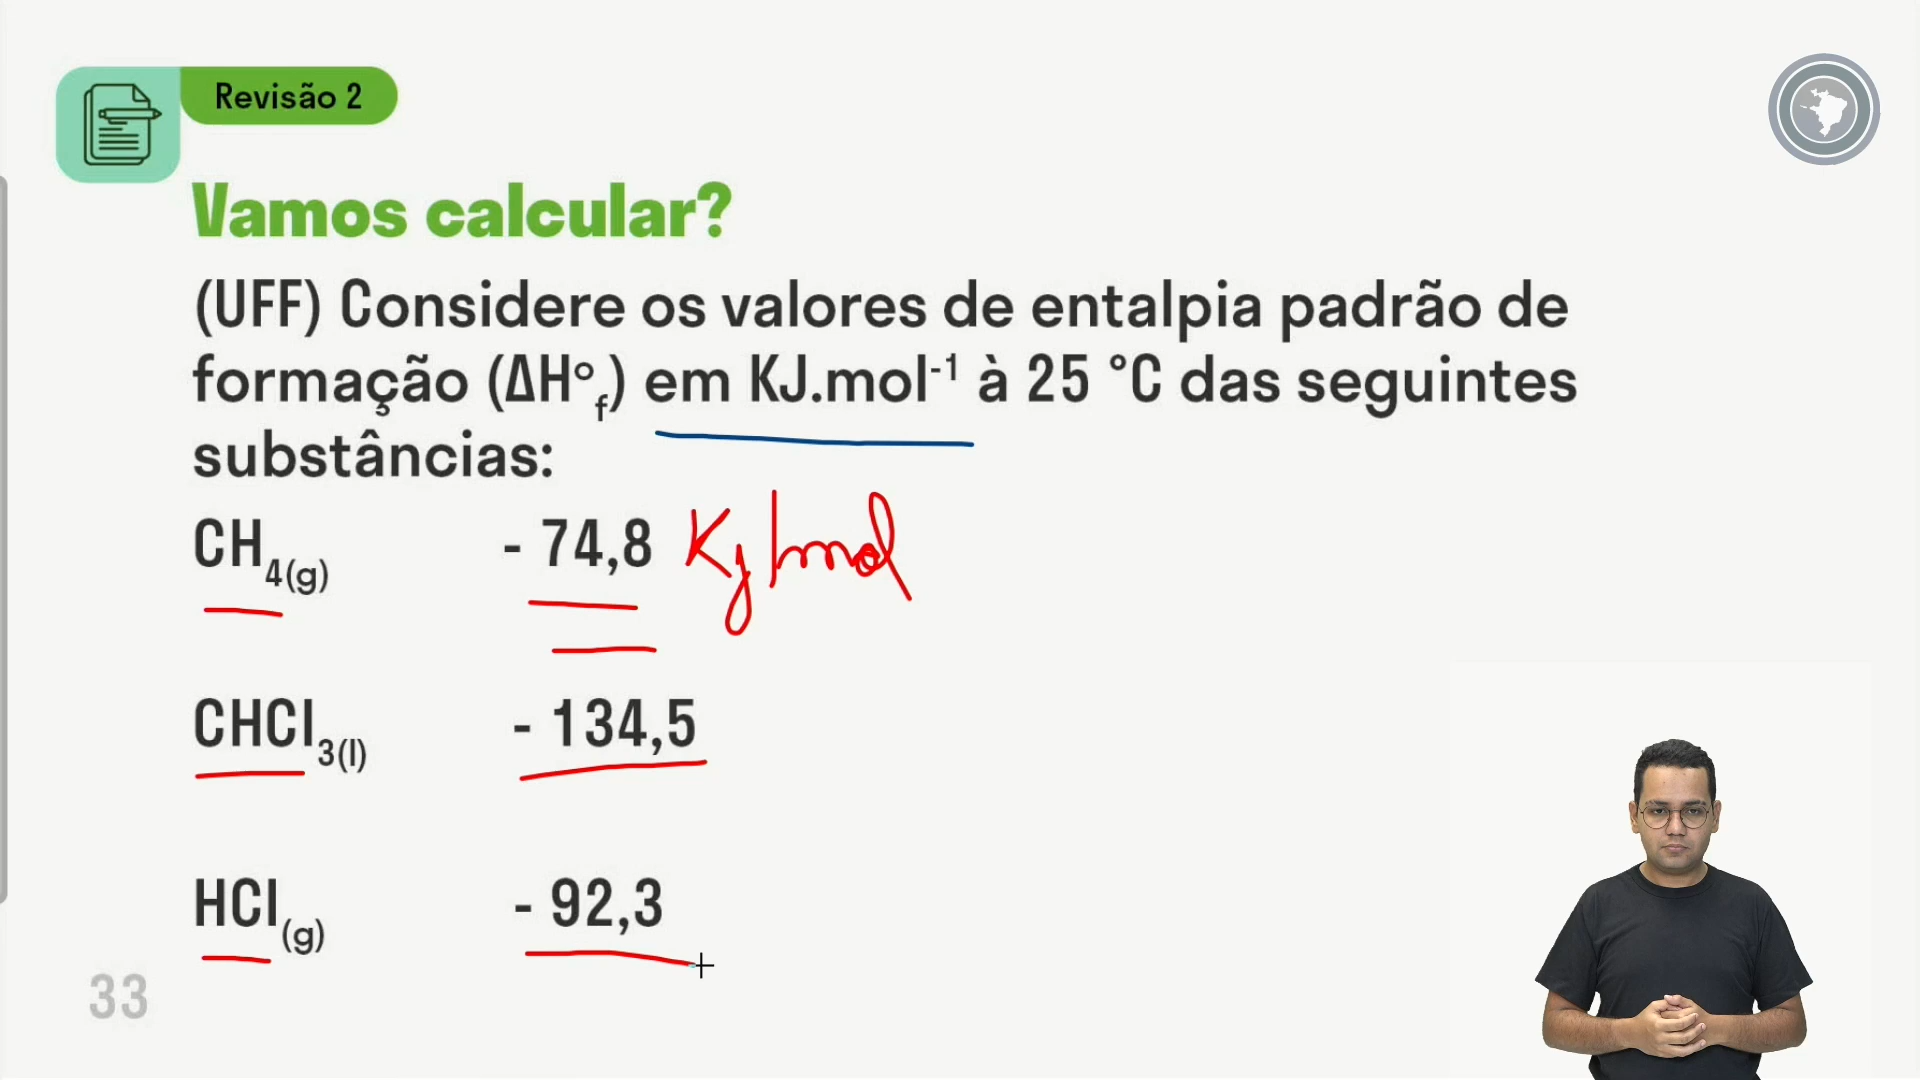 Revisão 2
Vamos calcular?
(UFF) Considere os valores de entalpia padrão de
formação (ΔH°f) em KJ.mol⁻¹ à 25 °C das seguintes
substâncias:
CH₄(g) - 74,8 Kj/mol
CHCl₃(l) - 134,5
HCl(g) - 92,3
33